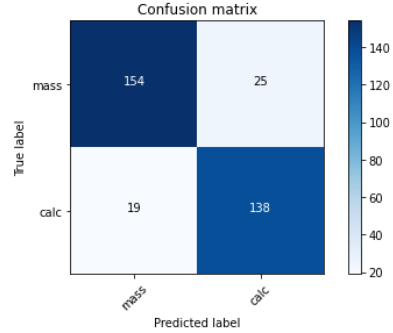 Confusion matrix
mass
154
25
calc
19
138
True label
mass
calc
Predicted label
140
120
100
80
60
40
20